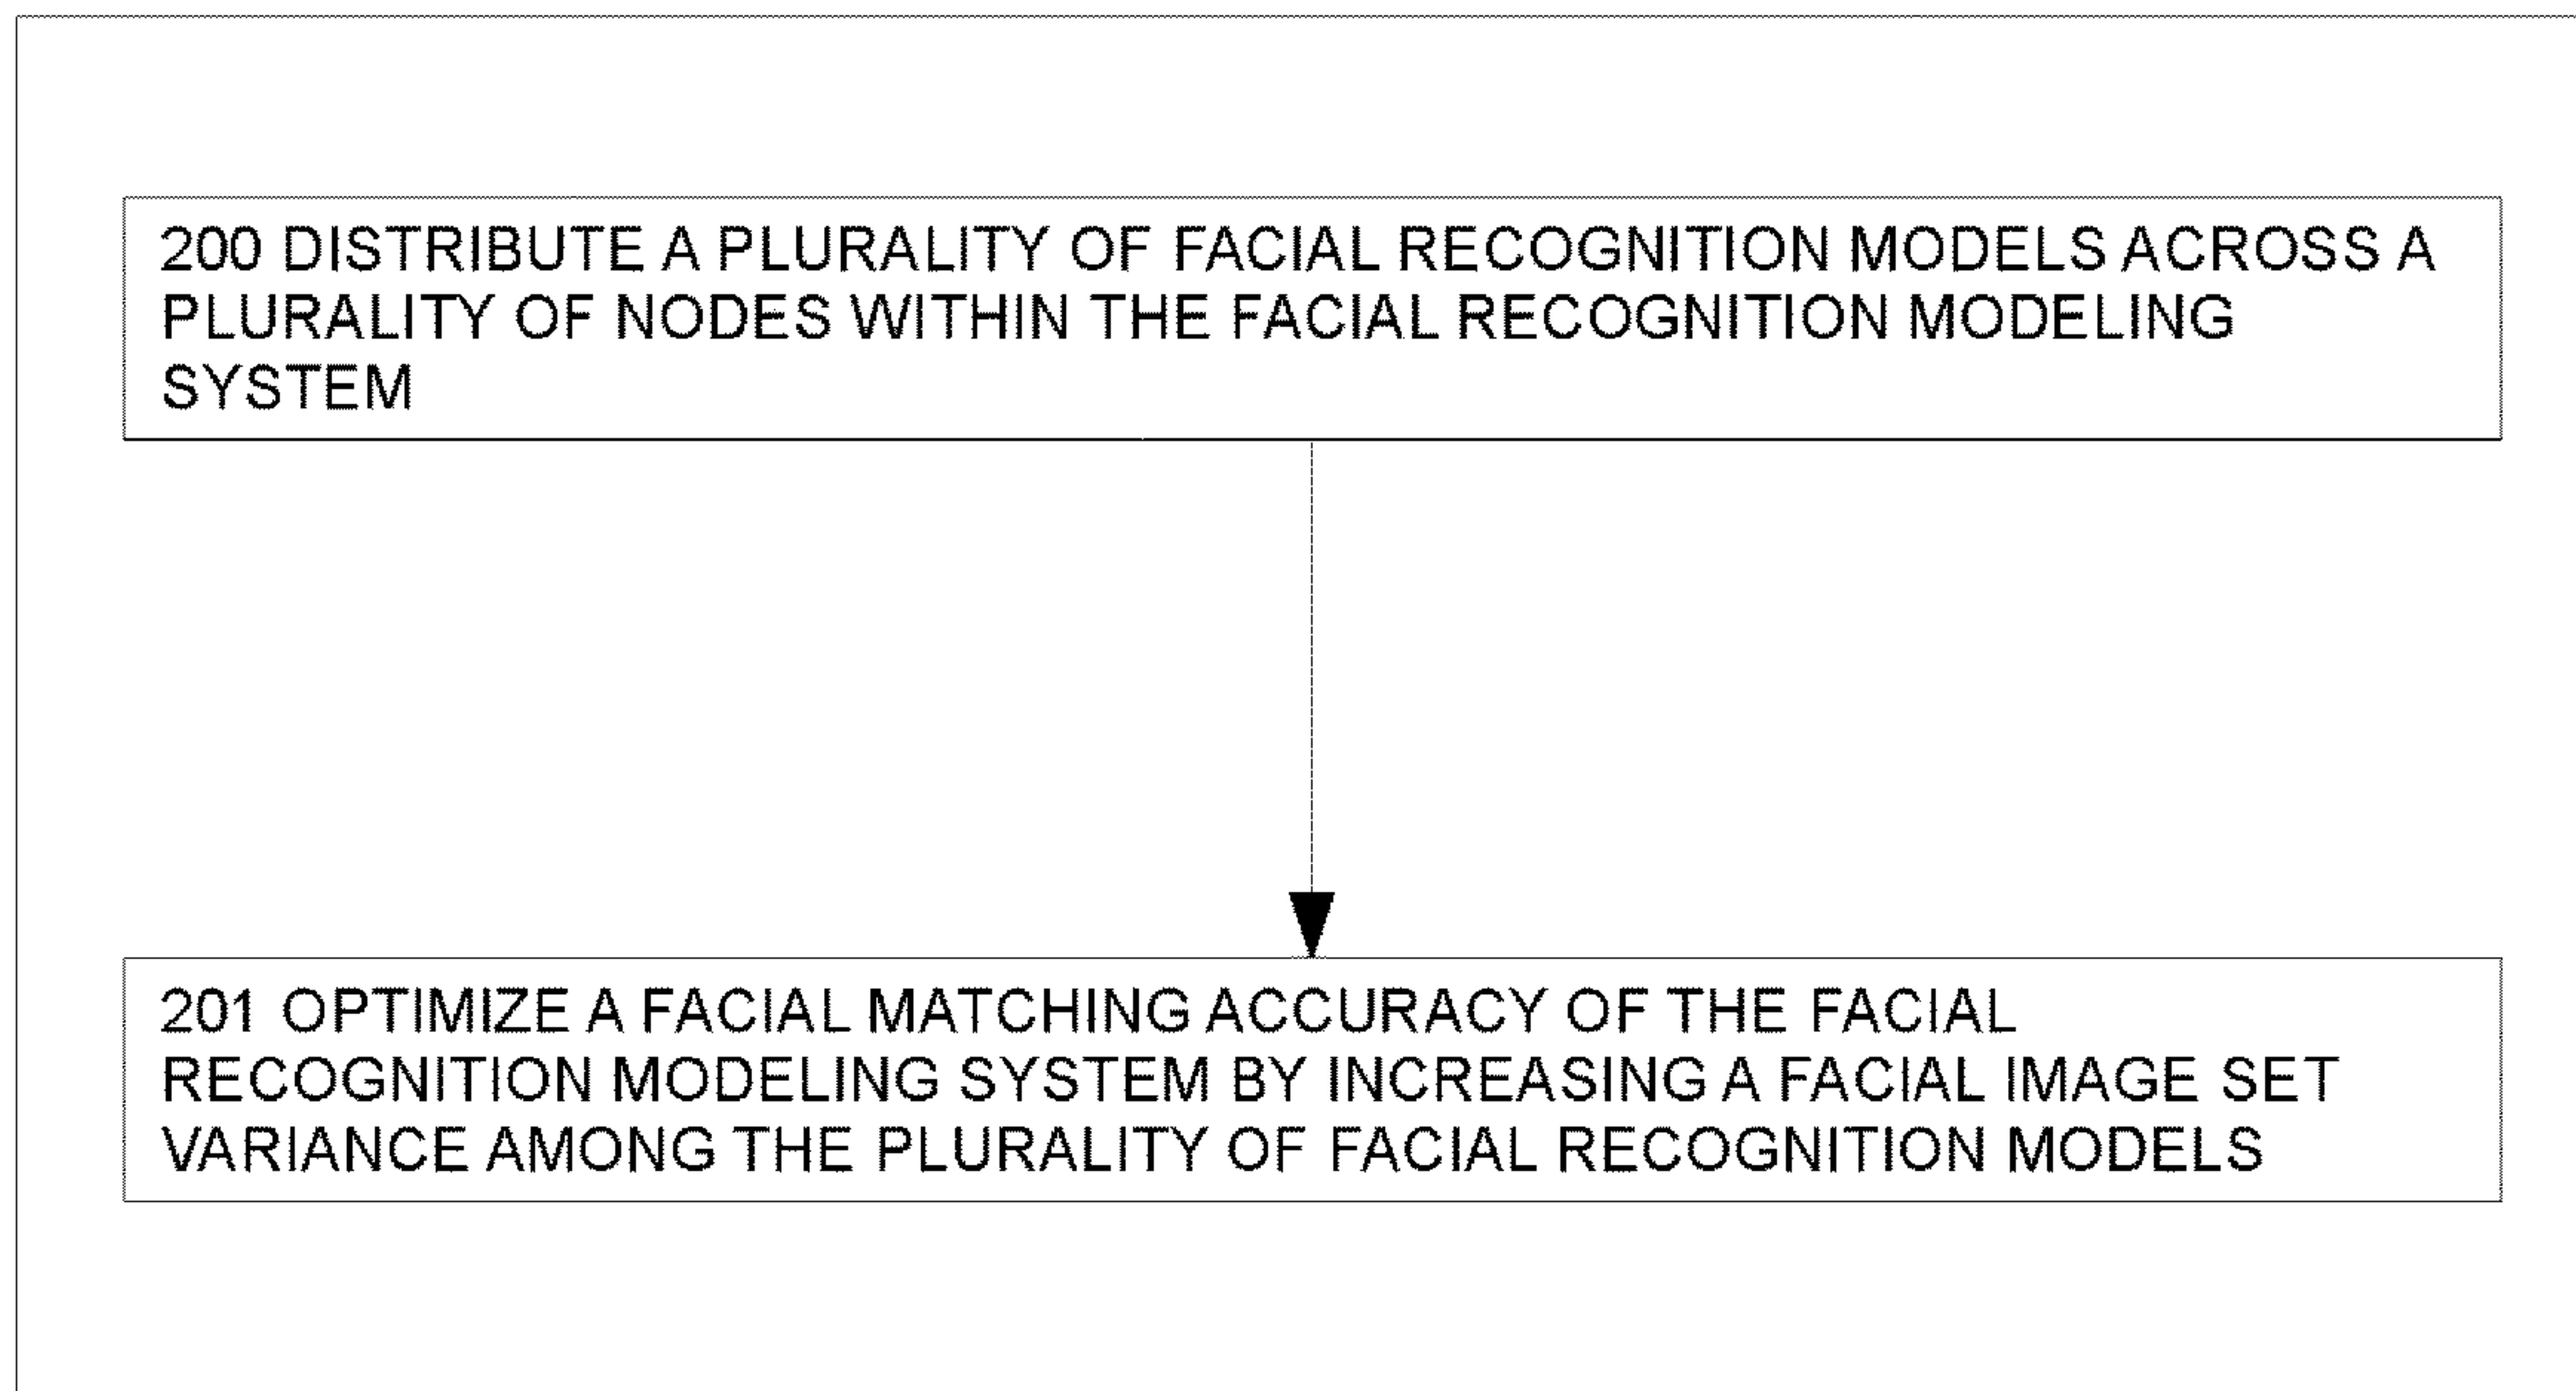 200 DISTRIBUTE A PLURALITY OF FACIAL RECOGNITION MODELS ACROSS A
PLURALITY OF NODES WITHIN THE FACIAL RECOGNITION MODELING
SYSTEM
201 OPTIMIZE A FACIAL MATCHING ACCURACY OF THE FACIAL
RECOGNITION MODELING SYSTEM BY INCREASING A FACIAL IMAGE SET
VARIANCE AMONG THE PLURALITY OF FACIAL RECOGNITION MODELS